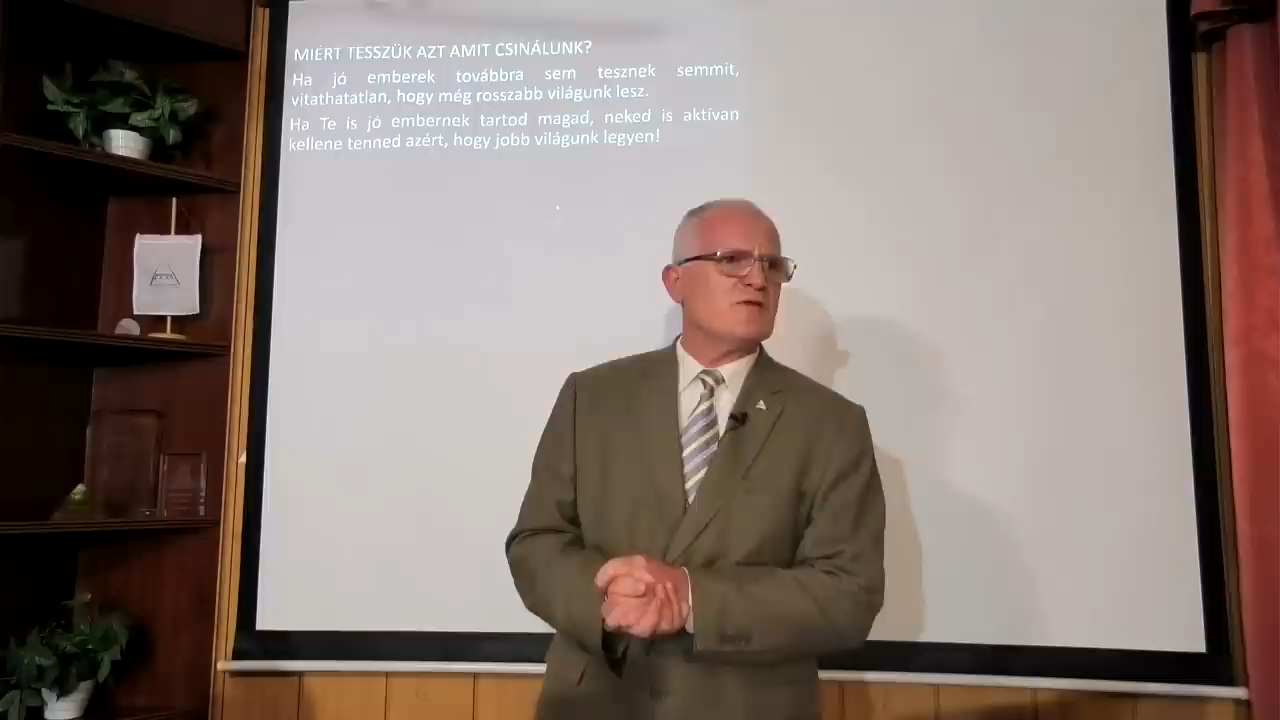 MIÉRT TESSZÜK AZT AMIT CSINÁLUNK?
Ha jó emberek továbbra sem tesznek semmit,
vitathatatlan, hogy még rosszabb világunk lesz.
Ha Te is jó embernek tartod magad, neked is aktívan
kellene tenned azért, hogy jobb világunk legyen!